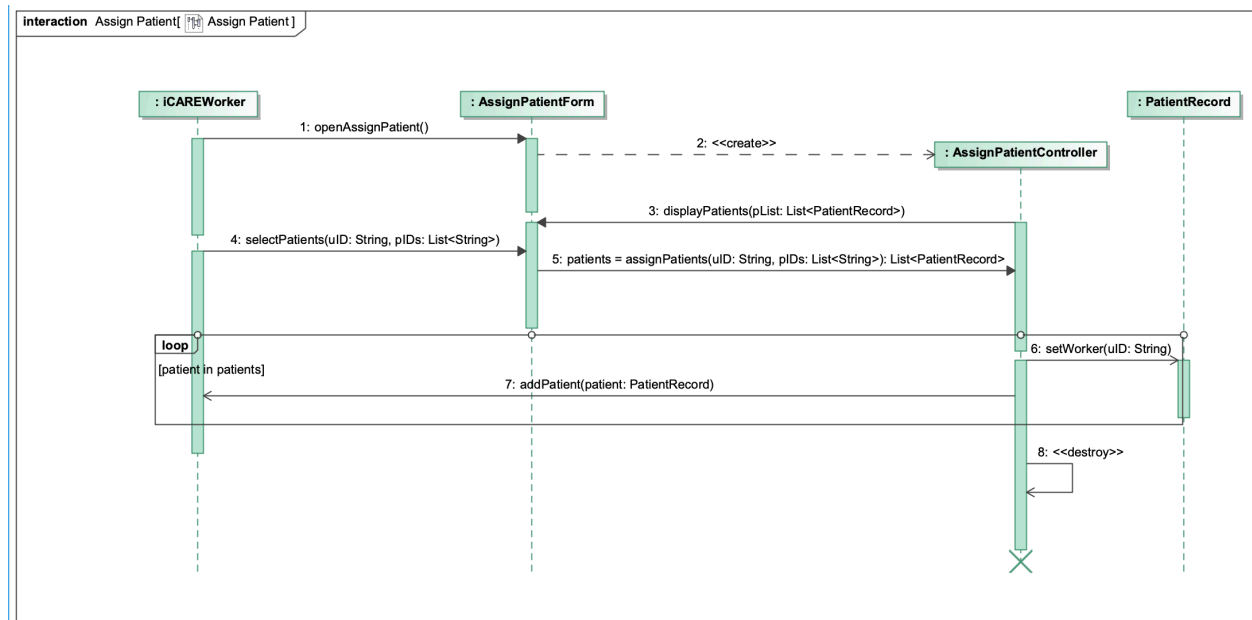 interaction Assign Patient[ Assign Patient ]
: iCAREWorker
: AssignPatientForm
: PatientRecord
1: openAssignPatient()
2: <<create>>
: AssignPatientController
3: displayPatients(pList: List<PatientRecord>)
4: selectPatients(uID: String, pIDs: List<String>)
5: patients = assignPatients(uID: String, pIDs: List<String>): List<PatientRecord>
loop
6: setWorker(uID: String)
[patient in patients]
7: addPatient(patient: PatientRecord)
8: <<destroy>>